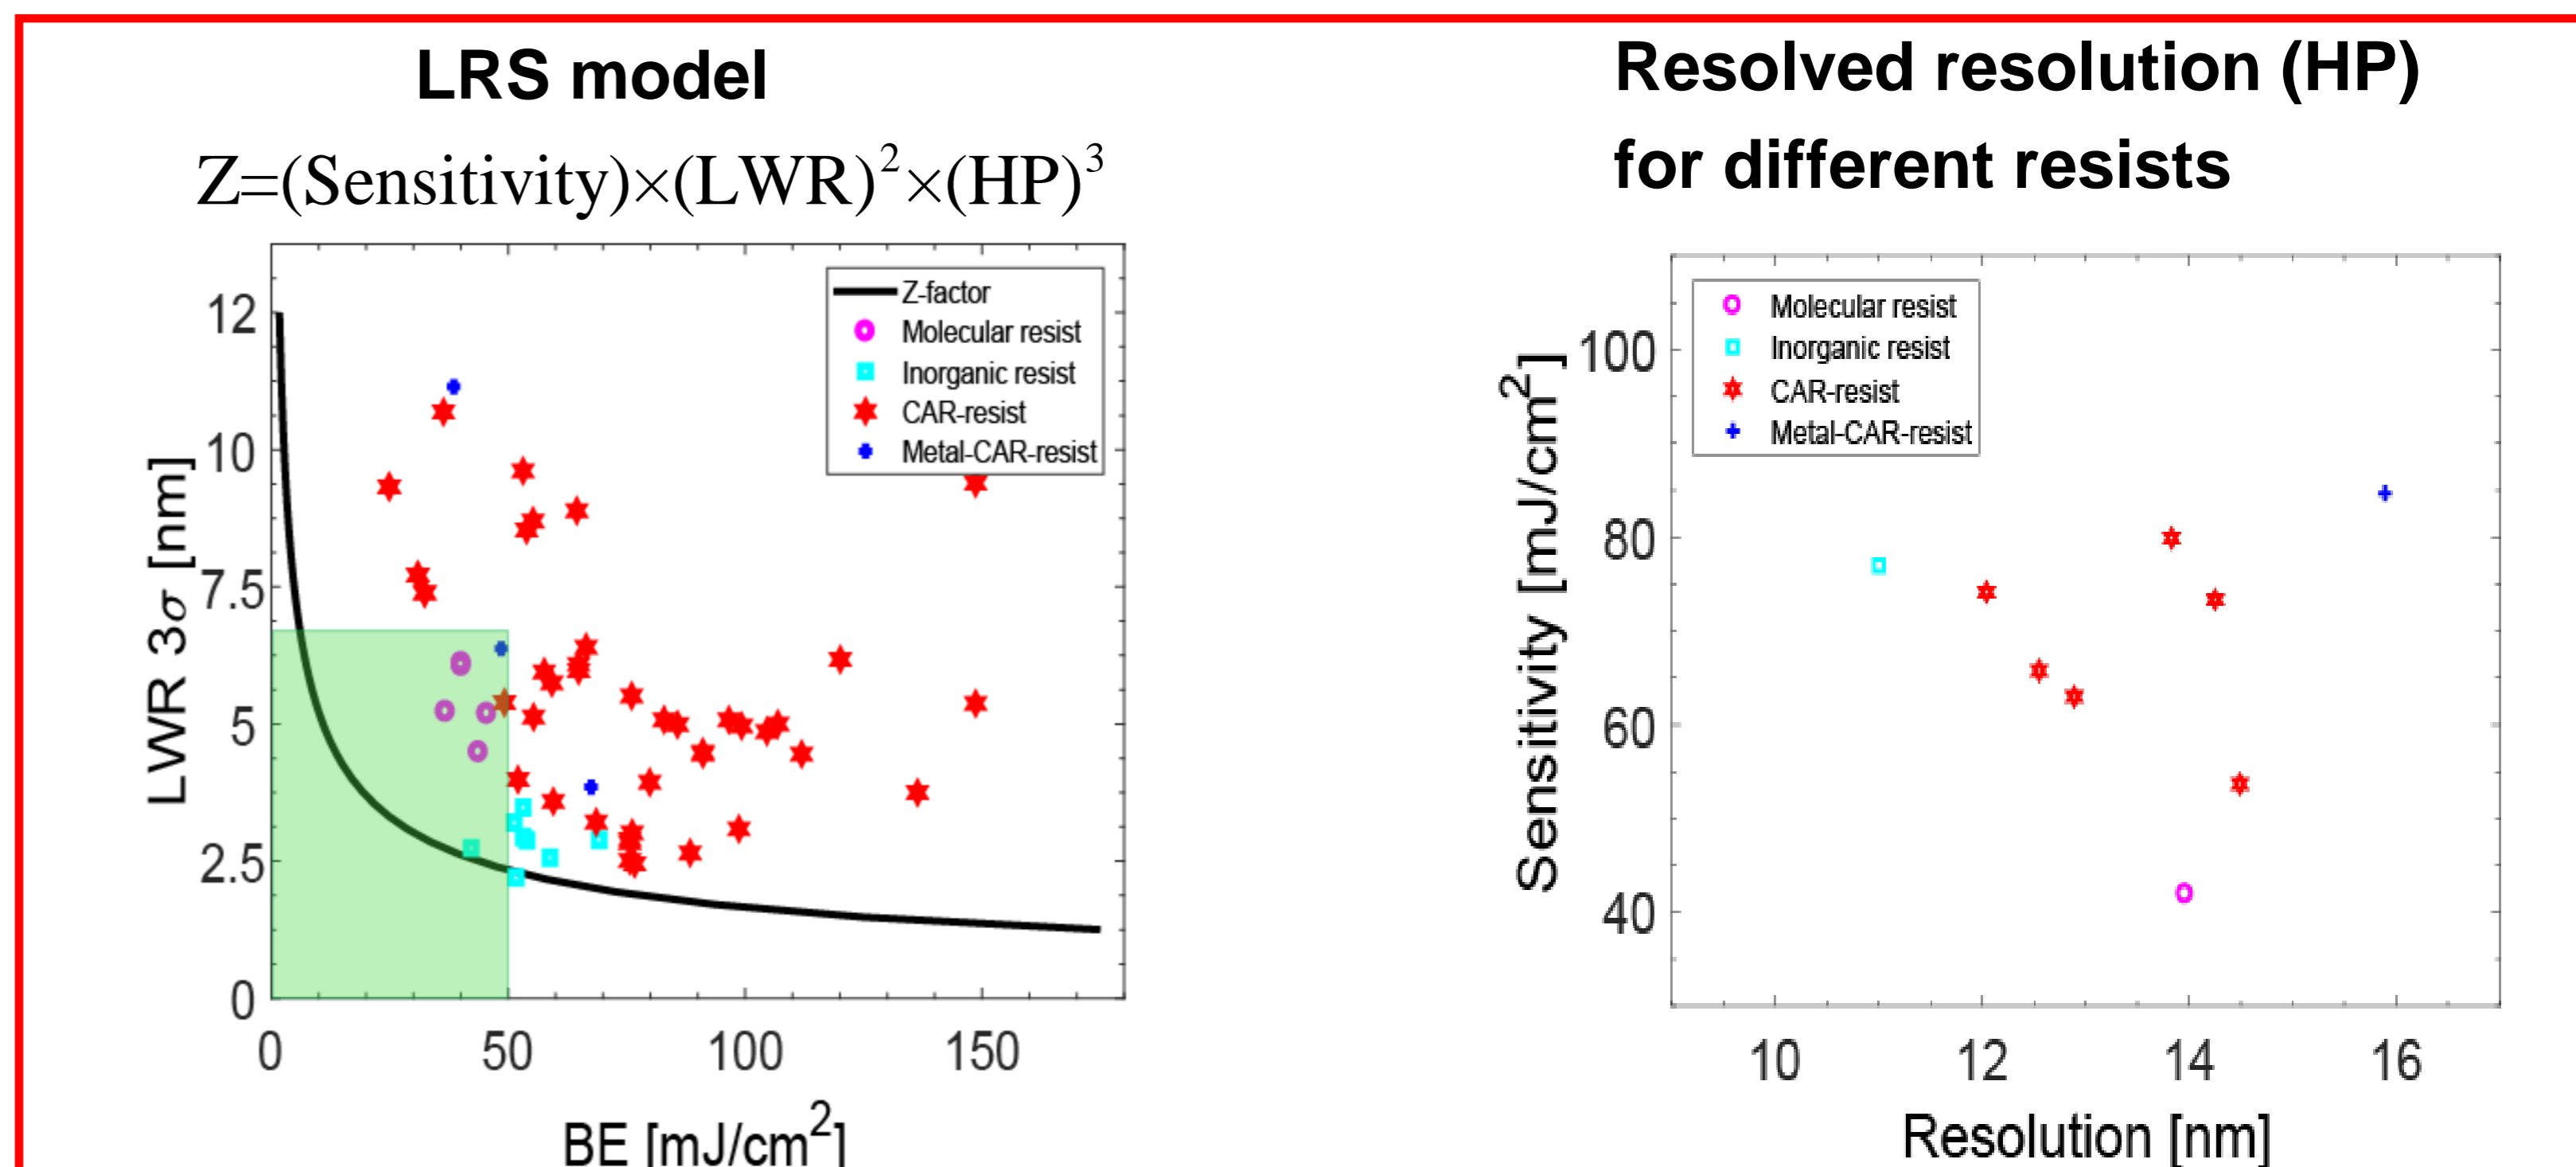 LRS model
Z=(Sensitivity)×(LWR)²×(HP)³
12
10
7.5
5
2.5
0
LWR 3σ [nm]
Z-factor
Molecular resist
Inorganic resist
CAR-resist
Metal-CAR-resist
0 50 100 150
BE [mJ/cm²]
Resolved resolution (HP)
for different resists
100
80
60
40
Sensitivity [mJ/cm²]
Molecular resist
Inorganic resist
CAR-resist
Metal-CAR-resist
10 12 14 16
Resolution [nm]